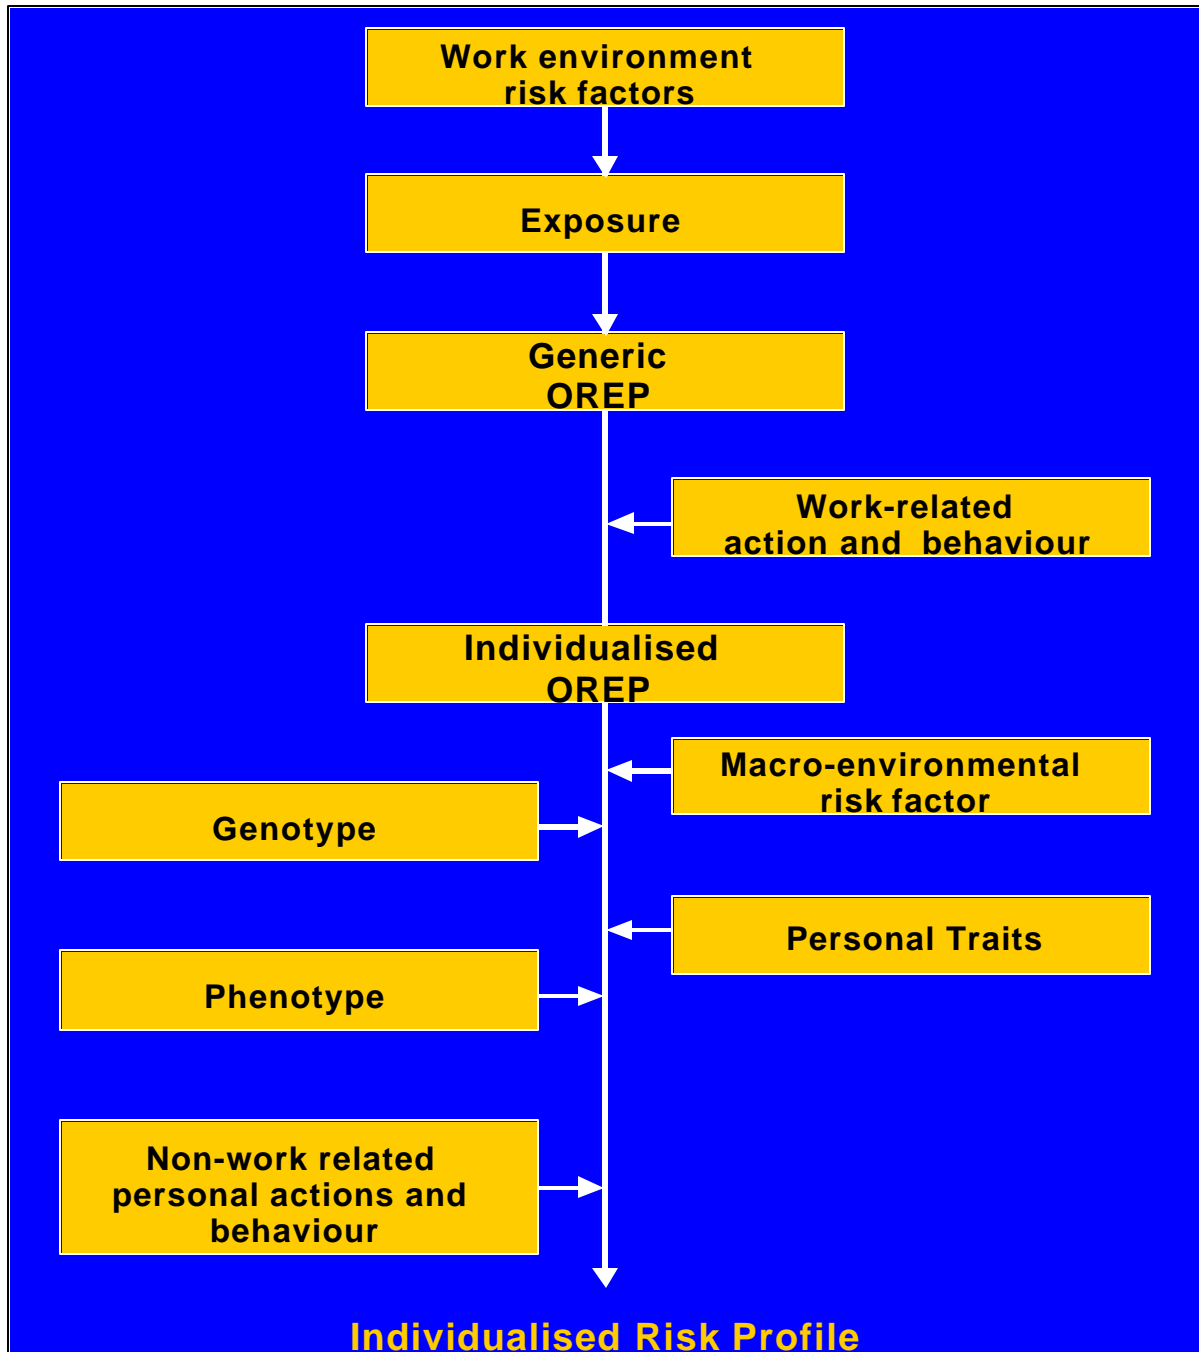 Work environment
risk factors
Exposure
Generic
OREP
Work-related
action and behaviour
Individualised
OREP
Macro-environmental
risk factor
Genotype
Personal Traits
Phenotype
Non-work related
personal actions and
behaviour
Individualised Risk Profile